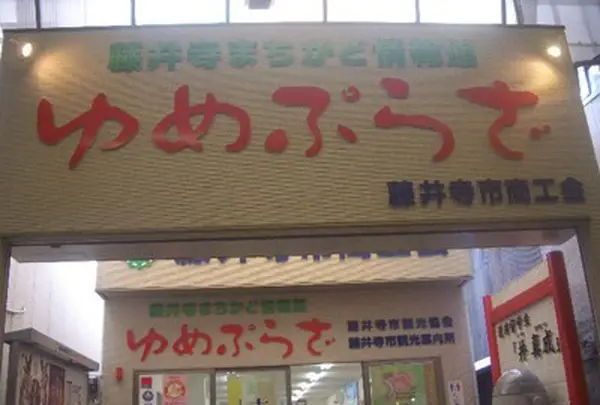 藤井寺まちかど情報館
ゆめぷらざ
藤井寺市商工会
藤井寺まちかど情報館
ゆめぷらざ
藤井寺市観光協会
藤井寺市観光案内所